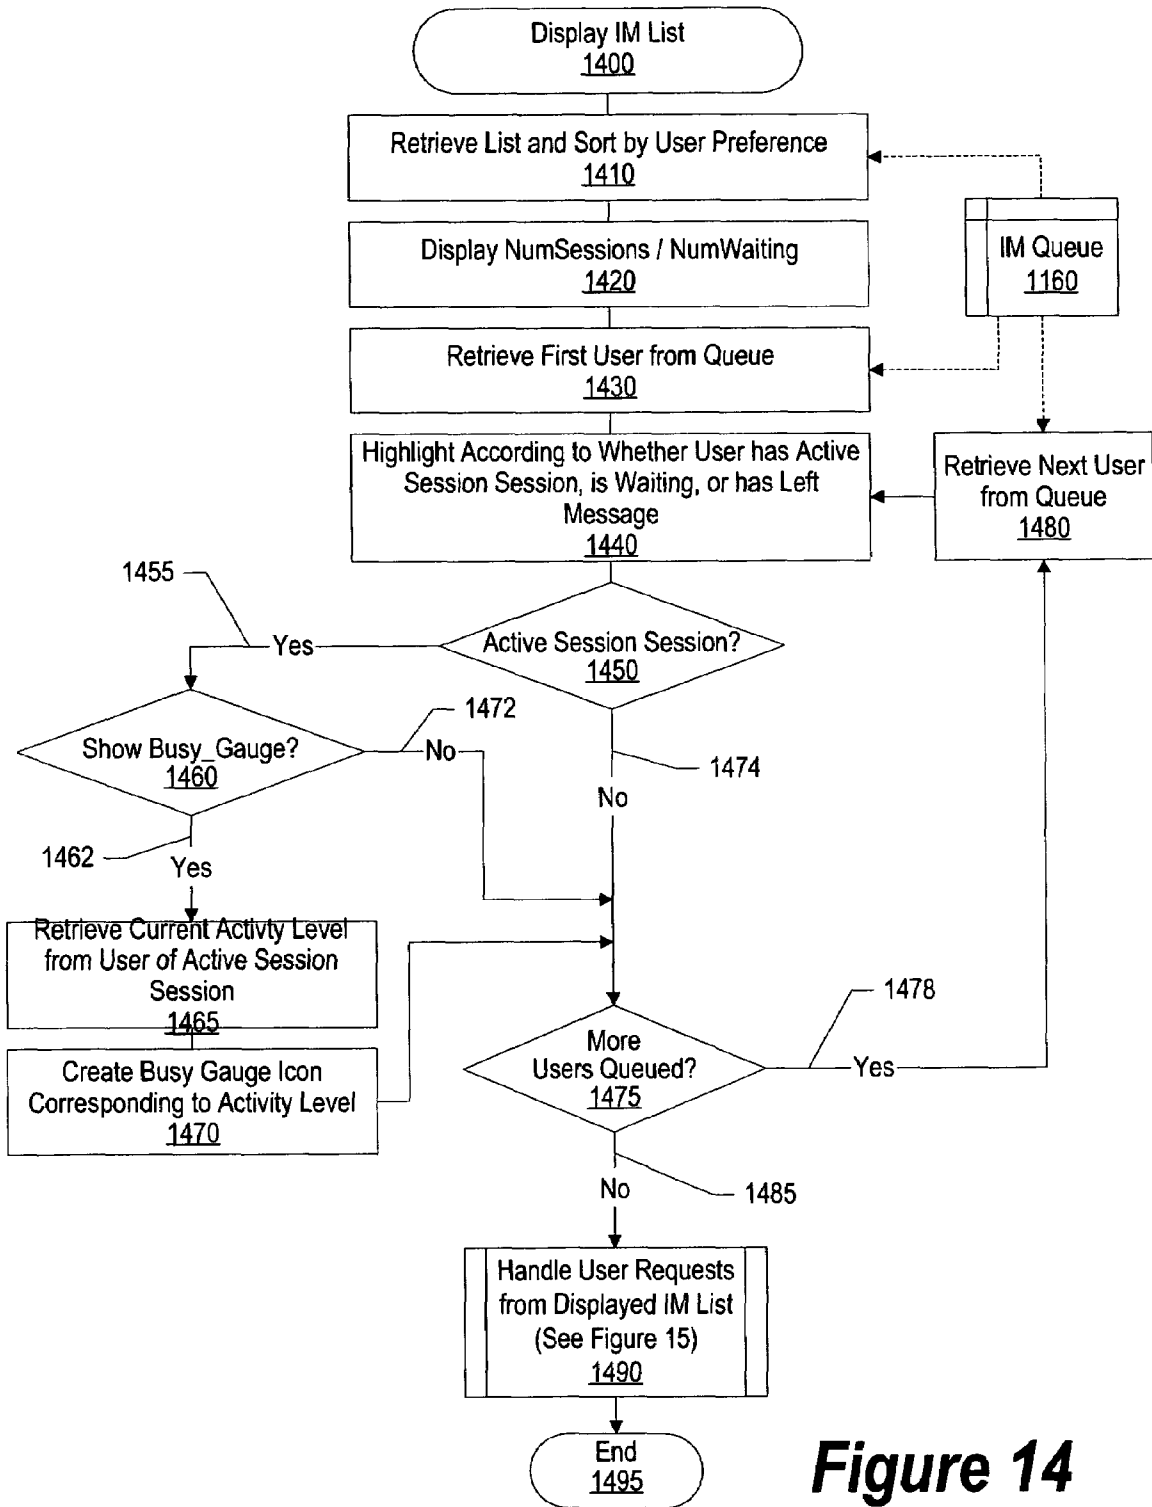 Display IM List
1400
Retrieve List and Sort by User Preference
1410
IM Queue
1160
Display NumSessions / NumWaiting
1420
Retrieve First User from Queue
1430
Highlight According to Whether User has Active
Session Session, is Waiting, or has Left
Message
1440
Retrieve Next User
from Queue
1480
1455
Yes
Active Session Session?
1450
1472
Show Busy_Gauge?
1460
No
1474
No
1462
Yes
Retrieve Current Activty Level
from User of Active Session
Session
1465
1478
More
Users Queued?
1475
Yes
Create Busy Gauge Icon
Corresponding to Activity Level
1470
No
1485
Handle User Requests
from Displayed IM List
(See Figure 15)
1490
End
1495
Figure 14